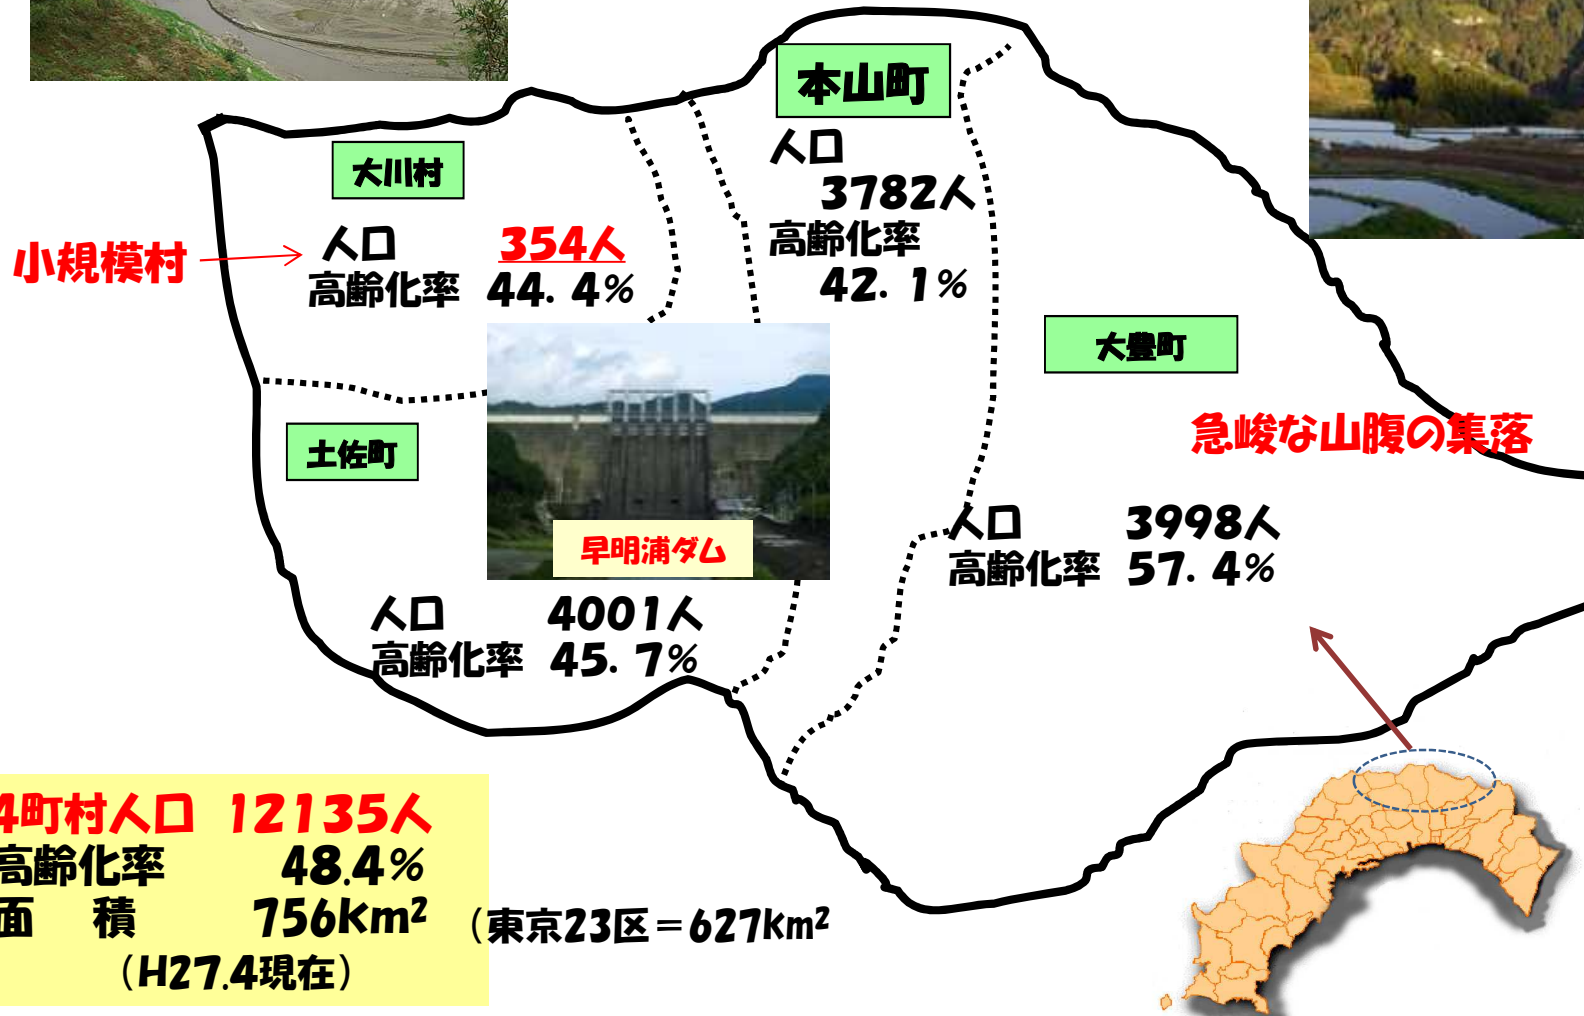 本山町
人口
3782人
高齢化率
42. 1%
大川村
小規模村
人口 354人
高齢化率 44. 4%
大豊町
急峻な山腹の集落
人口 3998人
高齢化率 57. 4%
土佐町
早明浦ダム
人口 4001人
高齢化率 45. 7%
4町村人口 12135人
高齢化率 48.4%
面 積 756km²
(東京23区=627km²
(H27.4現在)